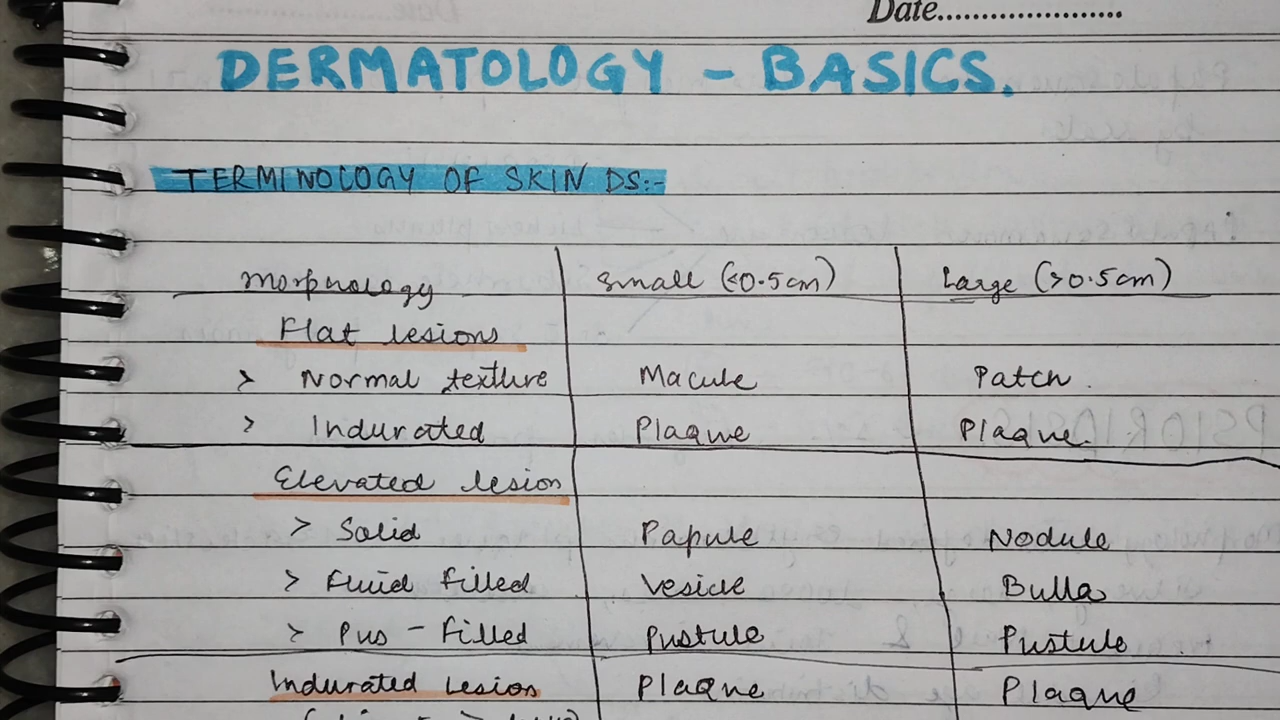 Date.....................
DERMATOLOGY - BASICS.
TERMINOLOGY OF SKIN DS:-
Morphology Small (<0.5cm) Large (>0.5cm)
Flat lesions
> Normal texture Macule Patch.
> Indurated Plaque Plaque.
Elevated lesion
> Solid Papule Nodule
> Fluid filled Vesicle Bulla
> Pus - filled Pustule Pustule
Indurated lesion Plaque Plaque